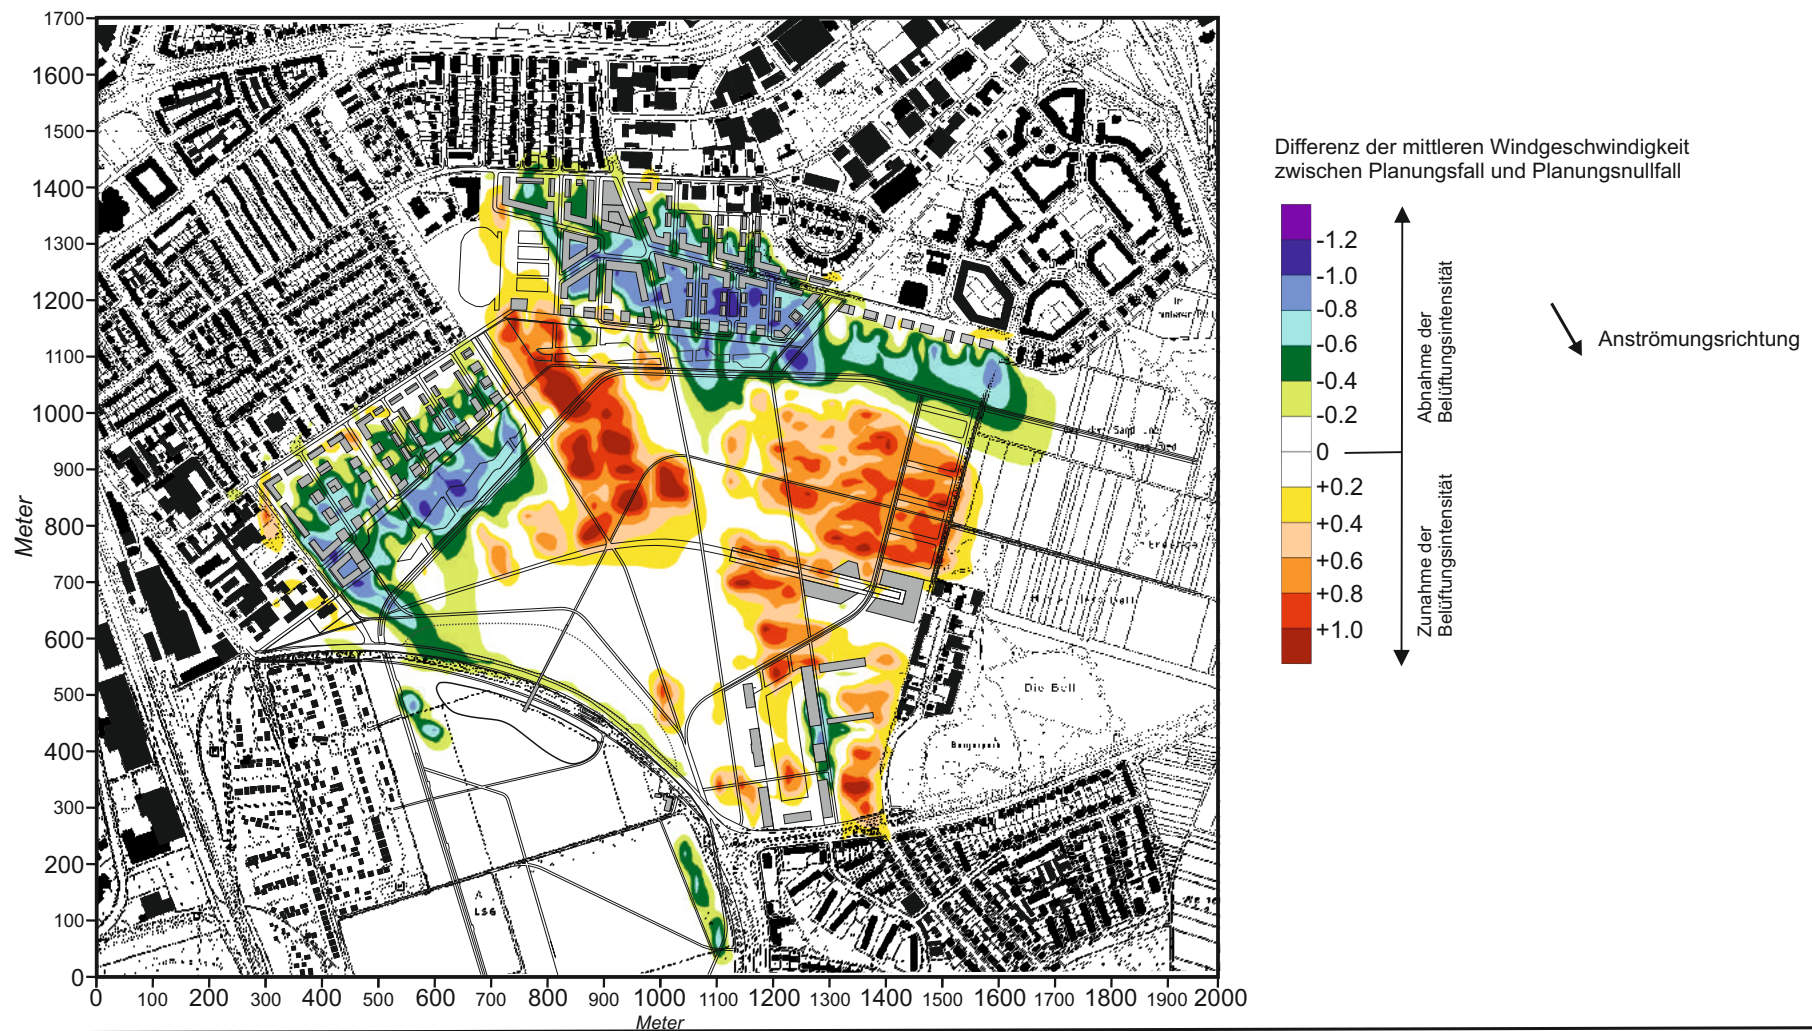 1700
1600
1500
1400
1300
1200
1100
1000
900
800
700
600
500
400
300
200
100
0
Meter
0 100 200 300 400 500 600 700 800 900 1000 1100 1200 1300 1400 1500 1600 1700 1800 1900 2000
Meter
Die Bell
LSG
Differenz der mittleren Windgeschwindigkeit
zwischen Planungsfall und Planungsnullfall
-1.2
-1.0
-0.8
-0.6
-0.4
-0.2
0
+0.2
+0.4
+0.6
+0.8
+1.0
Abnahme der
Belüftungsintensität
Zunahme der
Belüftungsintensität
Anströmungsrichtung